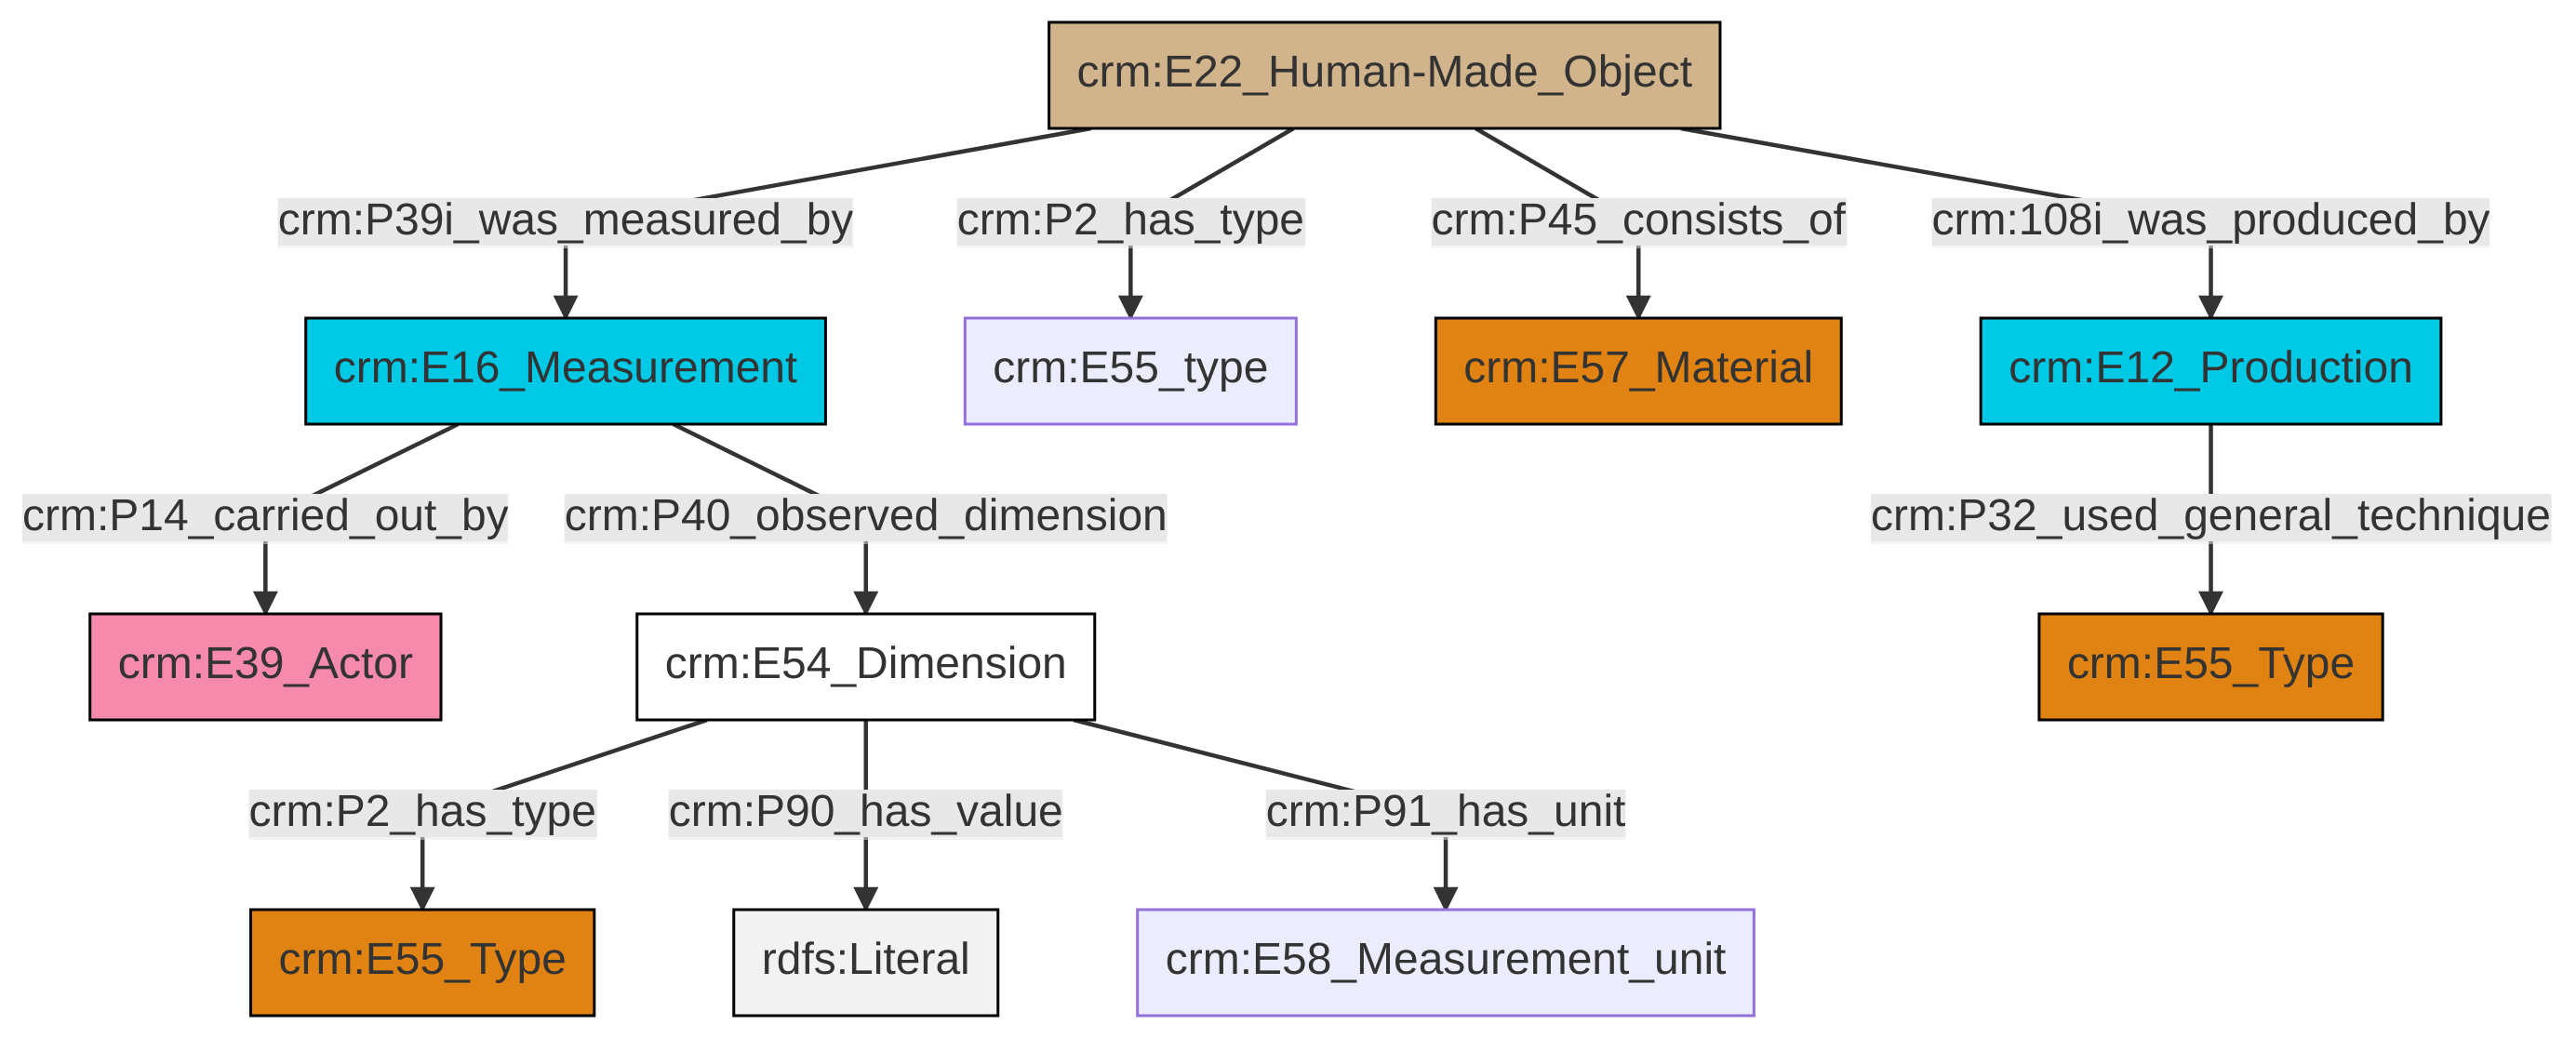 crm:E22_Human-Made_Object
crm:P39i_was_measured_by
crm:P2_has_type
crm:P45_consists_of
crm:108i_was_produced_by
crm:E16_Measurement
crm:E55_type
crm:E57_Material
crm:E12_Production
crm:P14_carried_out_by
crm:P40_observed_dimension
crm:P32_used_general_technique
crm:E39_Actor
crm:E54_Dimension
crm:E55_Type
crm:P2_has_type
crm:P90_has_value
crm:P91_has_unit
crm:E55_Type
rdfs:Literal
crm:E58_Measurement_unit